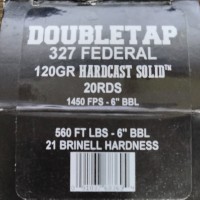 DOUBLETAP
327 FEDERAL
120GR HARDCAST SOLID™
20RDS
1450 FPS - 6" BBL
560 FT LBS - 6" BBL
21 BRINELL HARDNESS